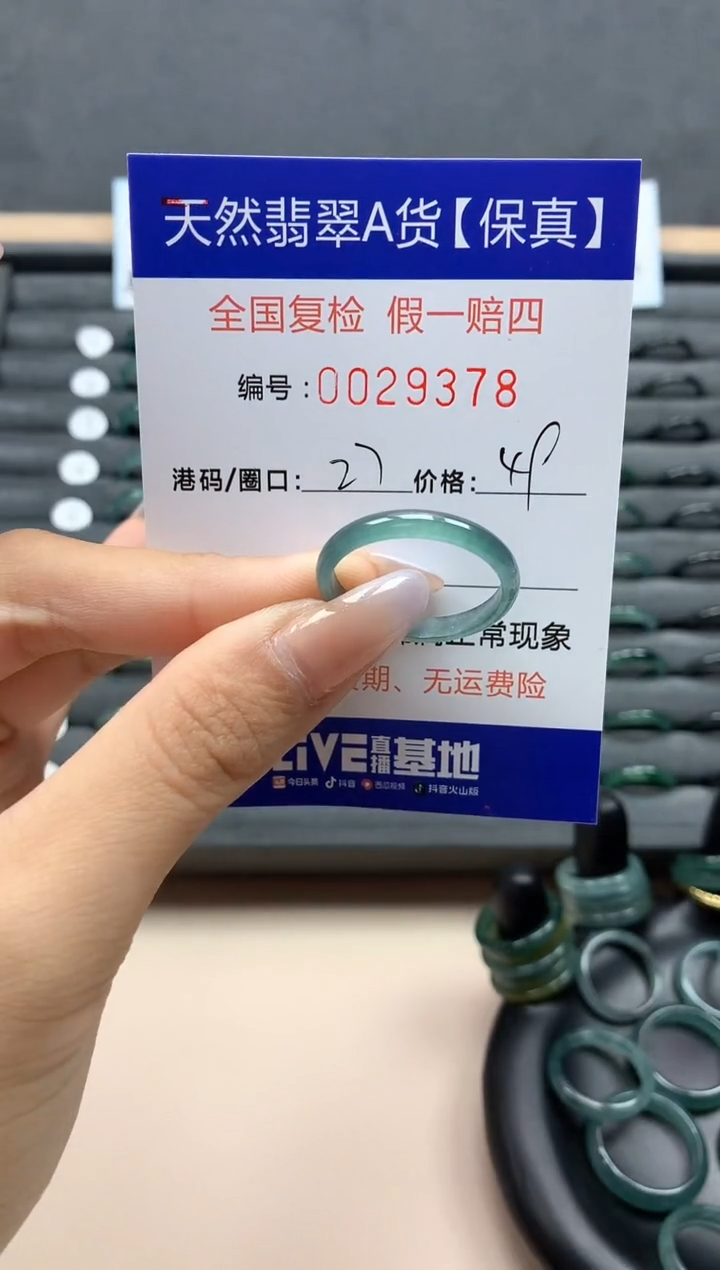 天然翡翠A货【保真】
全国复检 假一赔四
编号:0029378
港码/圈口: 27 价格:
正常现象
期、无运费险
LIVE直播基地
今日头条 抖音 西瓜视频 抖音火山版